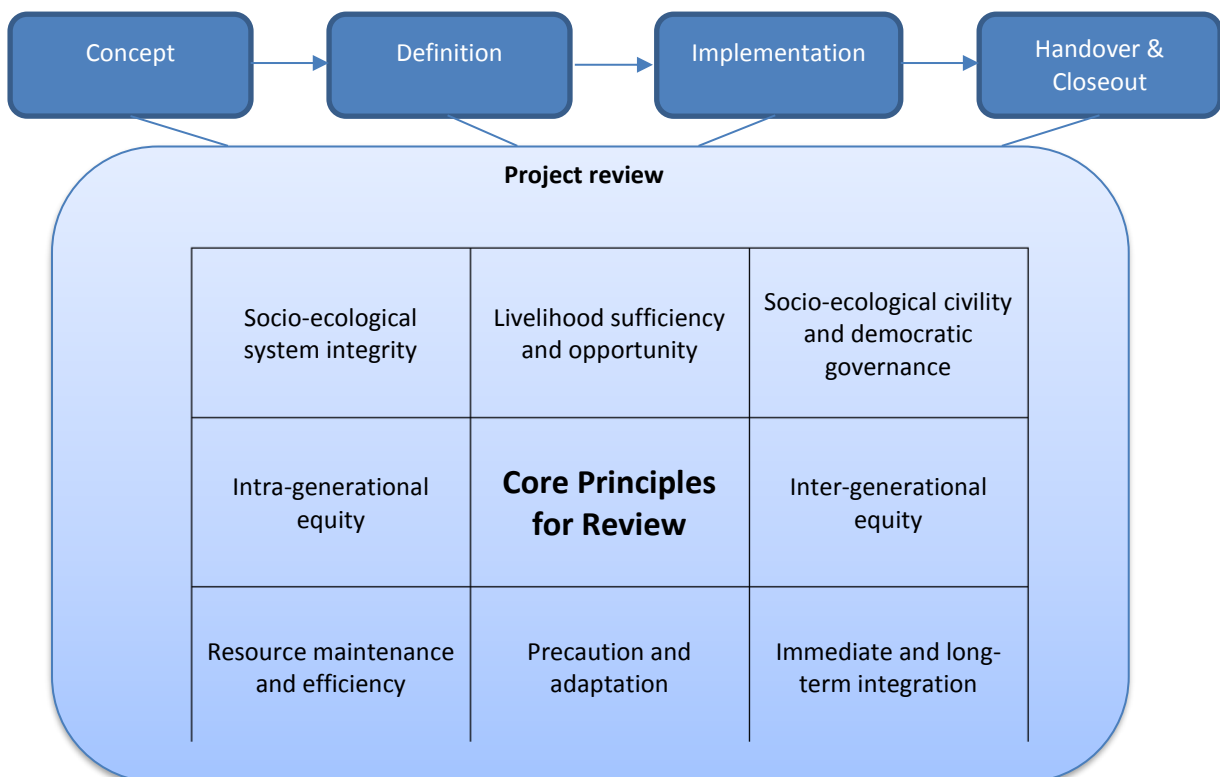 Concept
Definition
Implementation
Handover &
Closeout
Project review
Socio-ecological
system integrity
Livelihood sufficiency
and opportunity
Socio-ecological civility
and democratic
governance
Intra-generational
equity
Core Principles
for Review
Inter-generational
equity
Resource maintenance
and efficiency
Precaution and
adaptation
Immediate and long-
term integration